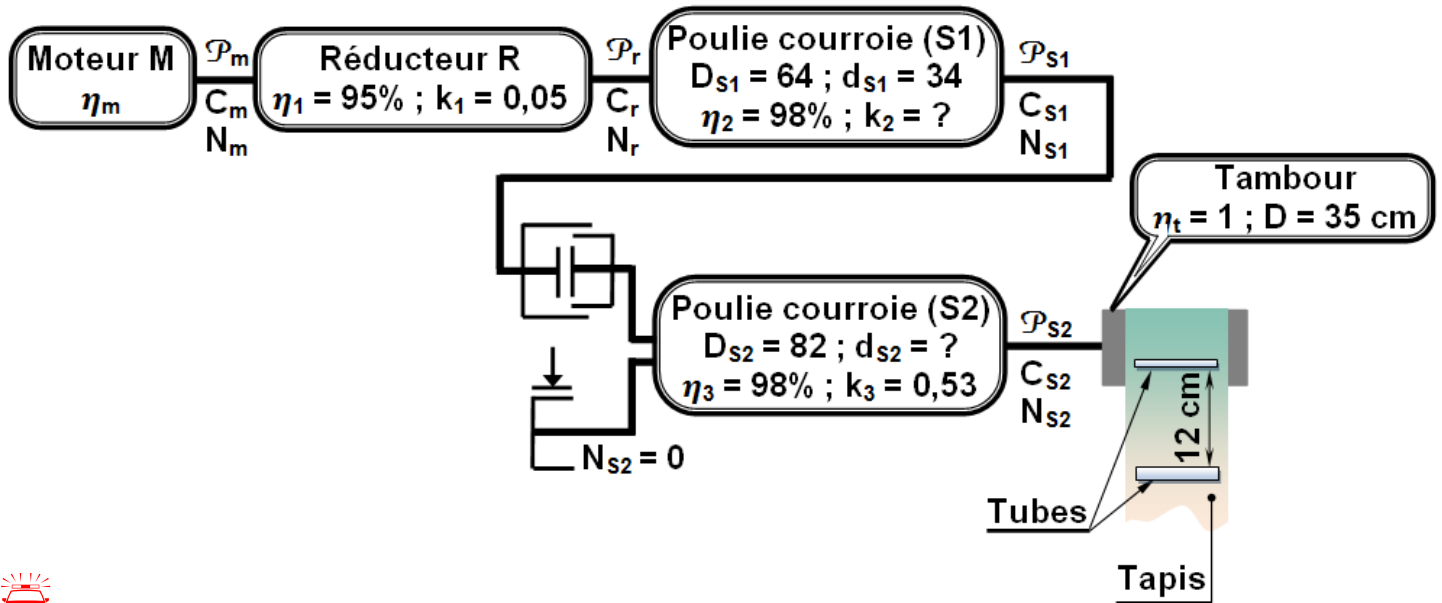 Moteur M
ηm
𝒫m
Cm
Nm
Réducteur R
η1 = 95% ; k1 = 0,05
𝒫r
Cr
Nr
Poulie courroie (S1)
DS1 = 64 ; dS1 = 34
η2 = 98% ; k2 = ?
𝒫S1
CS1
NS1
Tambour
ηt = 1 ; D = 35 cm
Poulie courroie (S2)
DS2 = 82 ; dS2 = ?
η3 = 98% ; k3 = 0,53
𝒫S2
CS2
NS2
NS2 = 0
12 cm
Tubes
Tapis